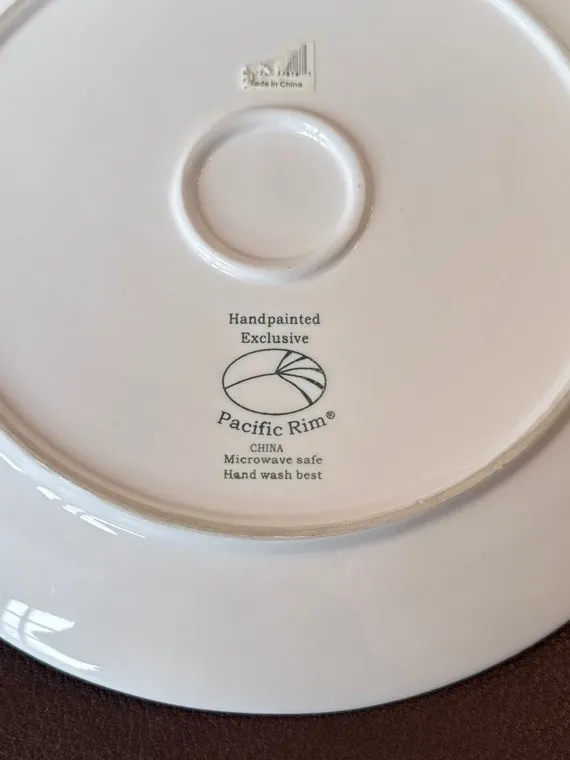 Made in China
Handpainted
Exclusive
Pacific Rim®
CHINA
Microwave safe
Hand wash best